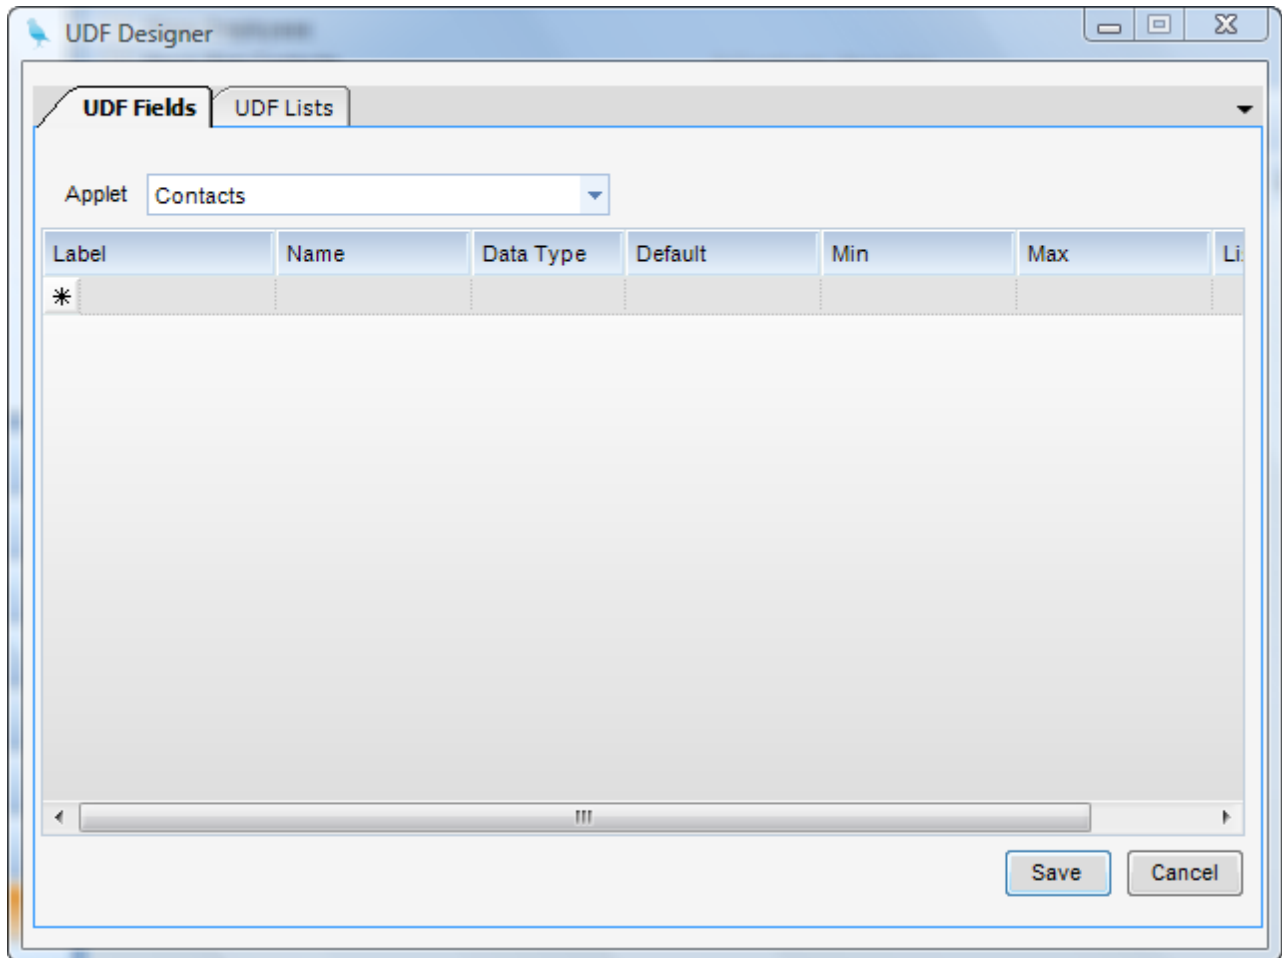 UDF Designer
UDF Fields UDF Lists
Applet Contacts
Label Name Data Type Default Min Max
Save Cancel